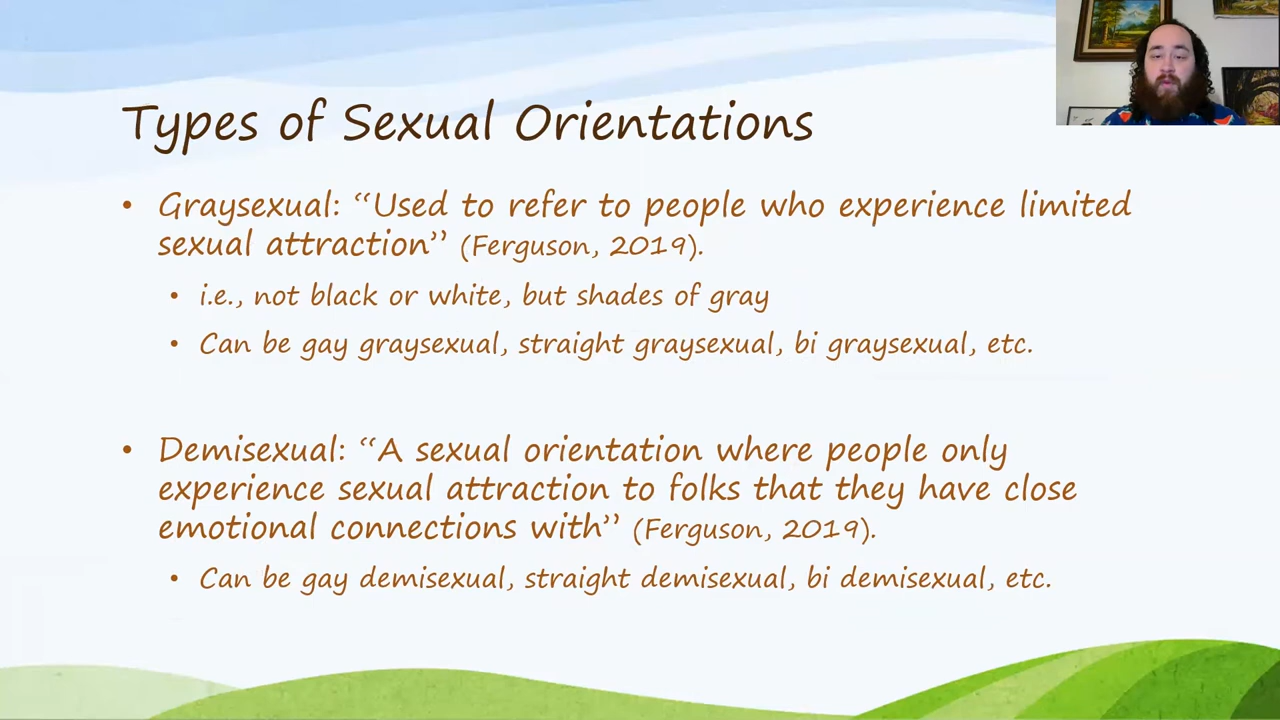 Types of Sexual Orientations
• Graysexual: “Used to refer to people who experience limited
sexual attraction” (Ferguson, 2019).
• i.e., not black or white, but shades of gray
• Can be gay graysexual, straight graysexual, bi graysexual, etc.
• Demisexual: “A sexual orientation where people only
experience sexual attraction to folks that they have close
emotional connections with” (Ferguson, 2019).
• Can be gay demisexual, straight demisexual, bi demisexual, etc.